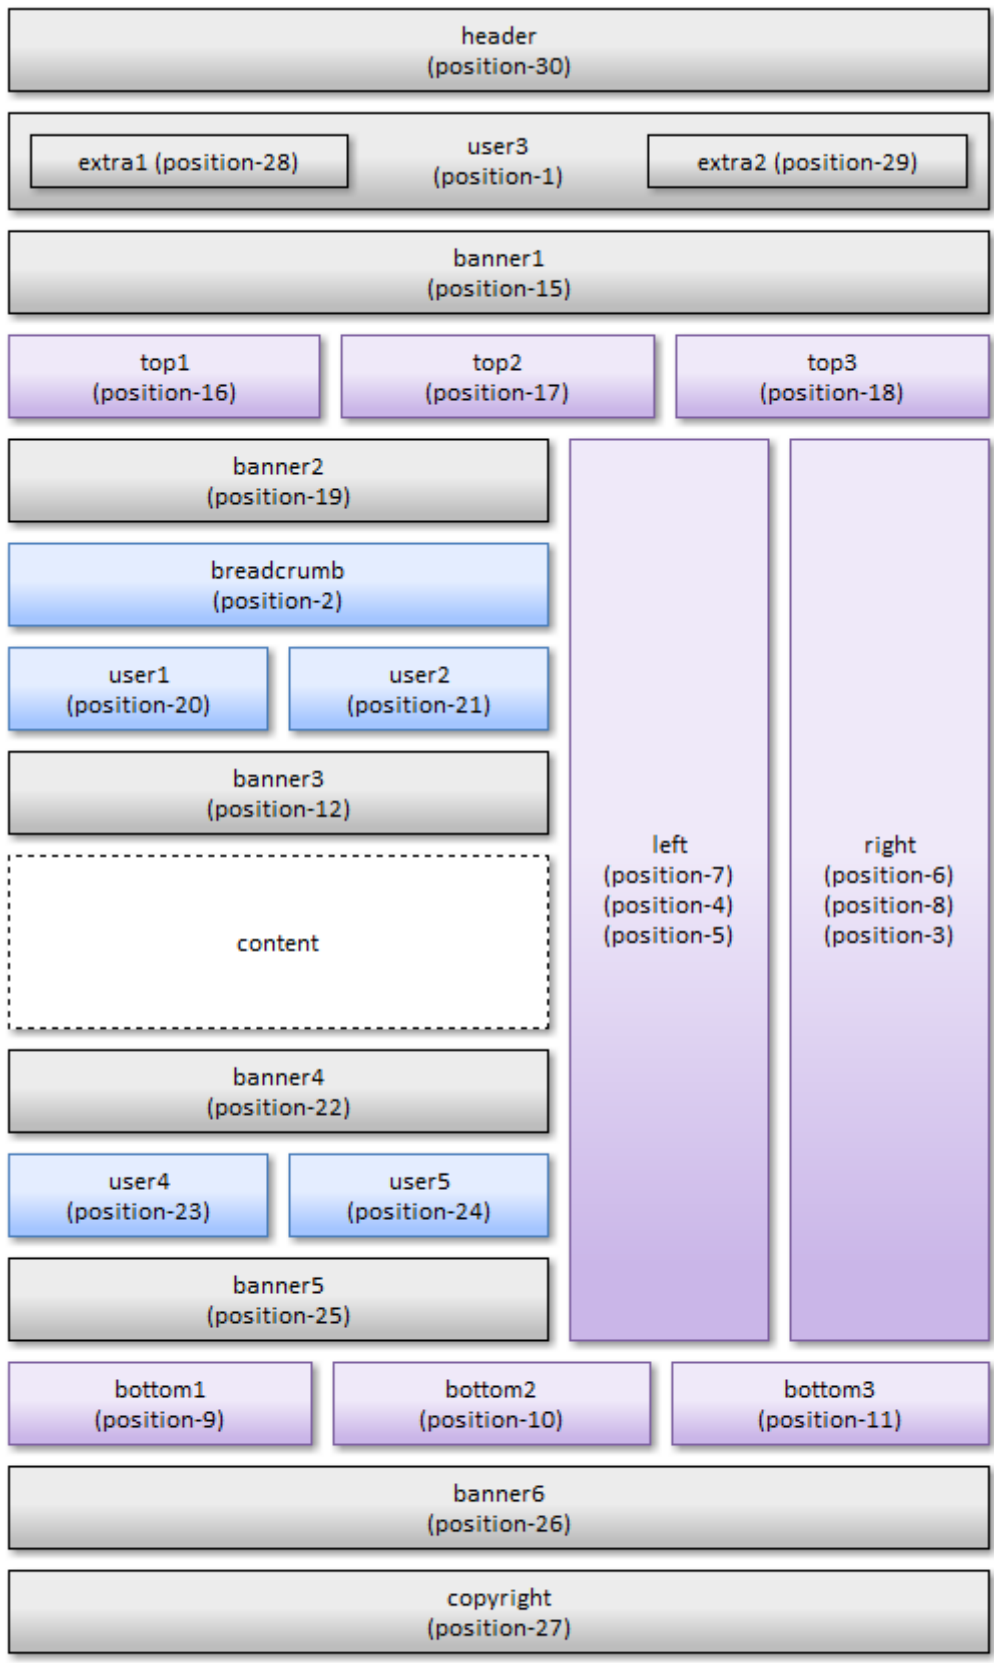 header
(position-30)
extra1 (position-28)
user3
(position-1)
extra2 (position-29)
banner1
(position-15)
top1
(position-16)
top2
(position-17)
top3
(position-18)
banner2
(position-19)
breadcrumb
(position-2)
user1
(position-20)
user2
(position-21)
banner3
(position-12)
content
banner4
(position-22)
user4
(position-23)
user5
(position-24)
banner5
(position-25)
left
(position-7)
(position-4)
(position-5)
right
(position-6)
(position-8)
(position-3)
bottom1
(position-9)
bottom2
(position-10)
bottom3
(position-11)
banner6
(position-26)
copyright
(position-27)